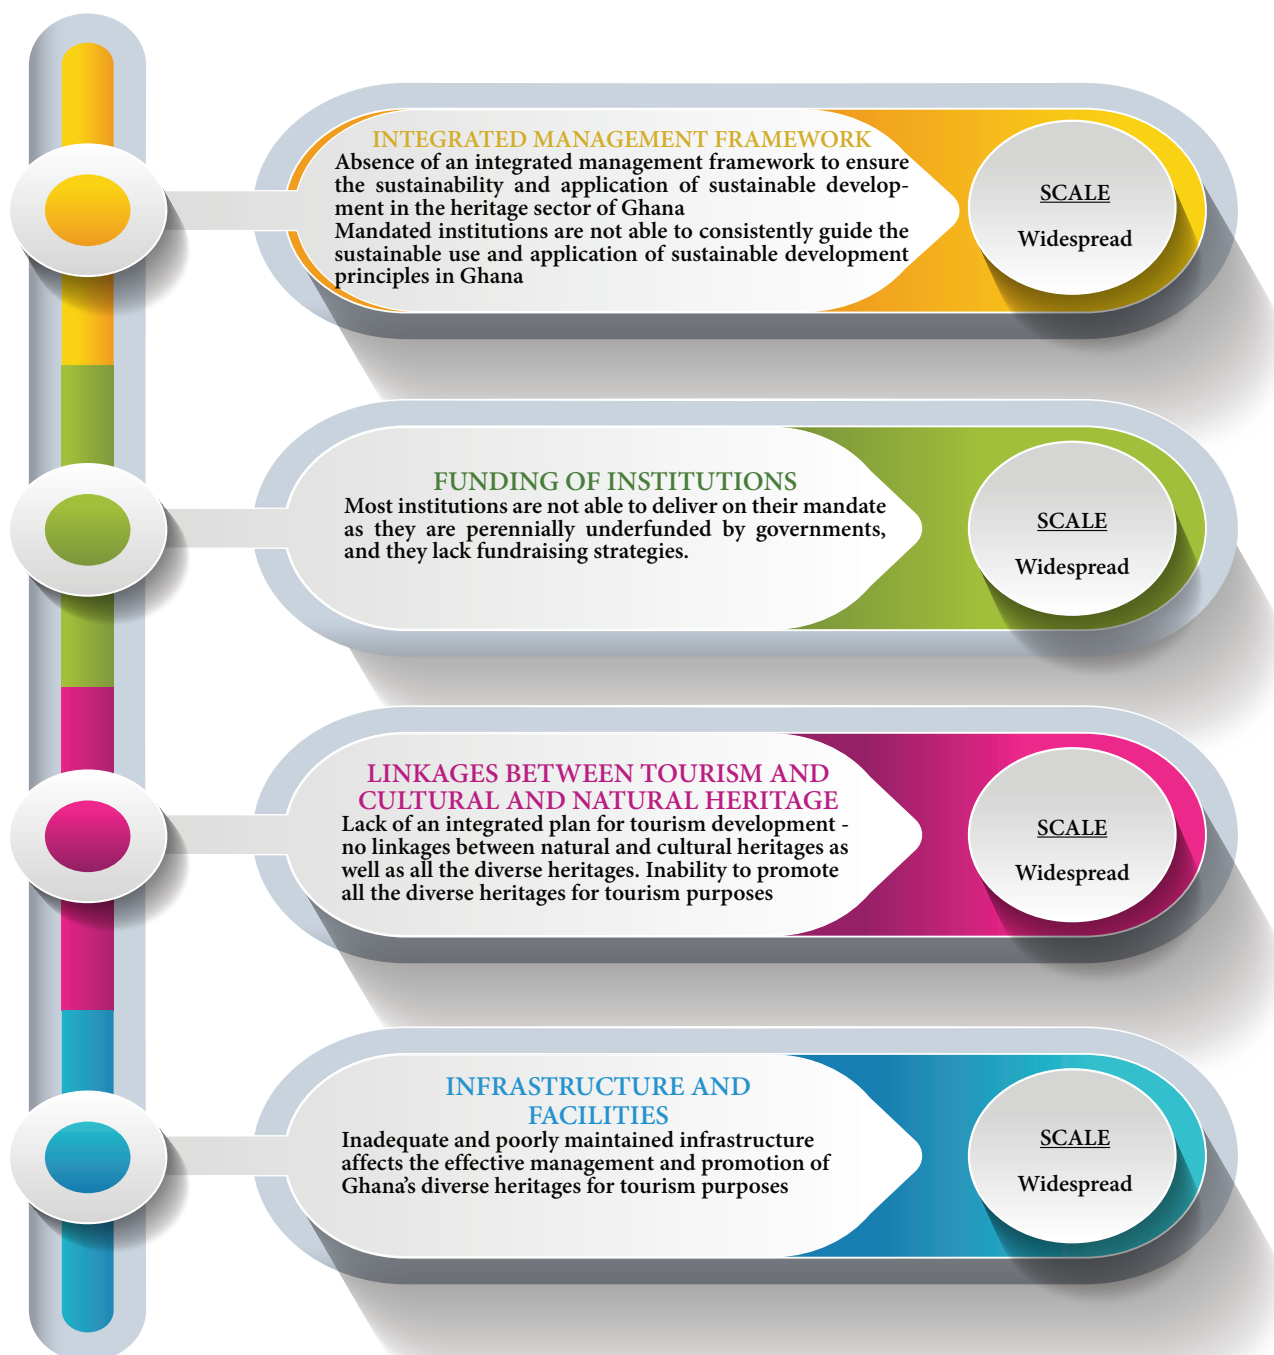 INTEGRATED MANAGEMENT FRAMEWORK
Absence of an integrated management framework to ensure
the sustainability and application of sustainable develop-
ment in the heritage sector of Ghana
Mandated institutions are not able to consistently guide the
sustainable use and application of sustainable development
principles in Ghana
SCALE
Widespread
FUNDING OF INSTITUTIONS
Most institutions are not able to deliver on their mandate
as they are perennially underfunded by governments,
and they lack fundraising strategies.
SCALE
Widespread
LINKAGES BETWEEN TOURISM AND
CULTURAL AND NATURAL HERITAGE
Lack of an integrated plan for tourism development -
no linkages between natural and cultural heritages as
well as all the diverse heritages. Inability to promote
all the diverse heritages for tourism purposes
SCALE
Widespread
INFRASTRUCTURE AND
FACILITIES
Inadequate and poorly maintained infrastructure
affects the effective management and promotion of
Ghana's diverse heritages for tourism purposes
SCALE
Widespread